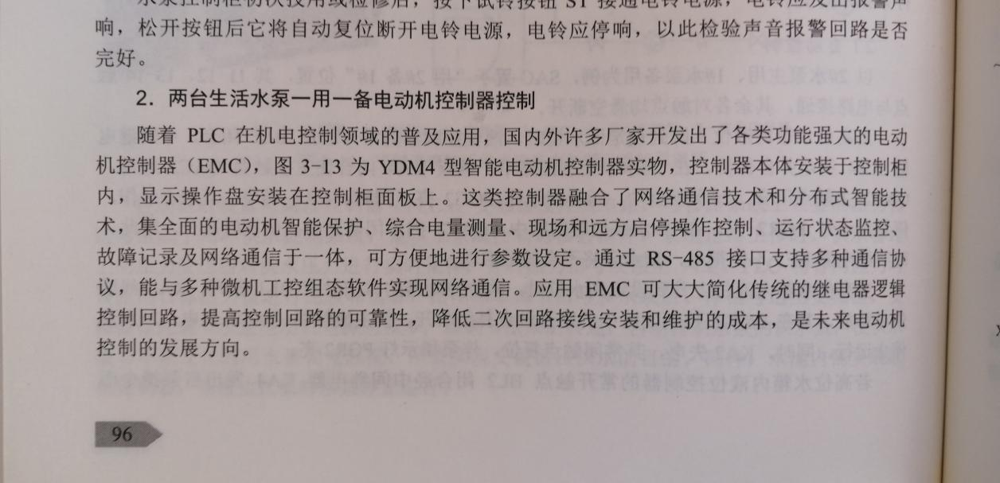 水泵控制柜初次投用或检修后，按下试铃按钮 ST 接通电铃电源，电铃应发出报警声
响，松开按钮后它将自动复位断开电铃电源，电铃应停响，以此检验声音报警回路是否
完好。
2．两台生活水泵一用一备电动机控制器控制
随着 PLC 在机电控制领域的普及应用，国内外许多厂家开发出了各类功能强大的电动
机控制器（EMC），图 3-13 为 YDM4 型智能电动机控制器实物，控制器本体安装于控制柜
内，显示操作盘安装在控制柜面板上。这类控制器融合了网络通信技术和分布式智能技
术，集全面的电动机智能保护、综合电量测量、现场和远方启停操作控制、运行状态监控、
故障记录及网络通信于一体，可方便地进行参数设定。通过 RS-485 接口支持多种通信协
议，能与多种微机工控组态软件实现网络通信。应用 EMC 可大大简化传统的继电器逻辑
控制回路，提高控制回路的可靠性，降低二次回路接线安装和维护的成本，是未来电动机
控制的发展方向。
96